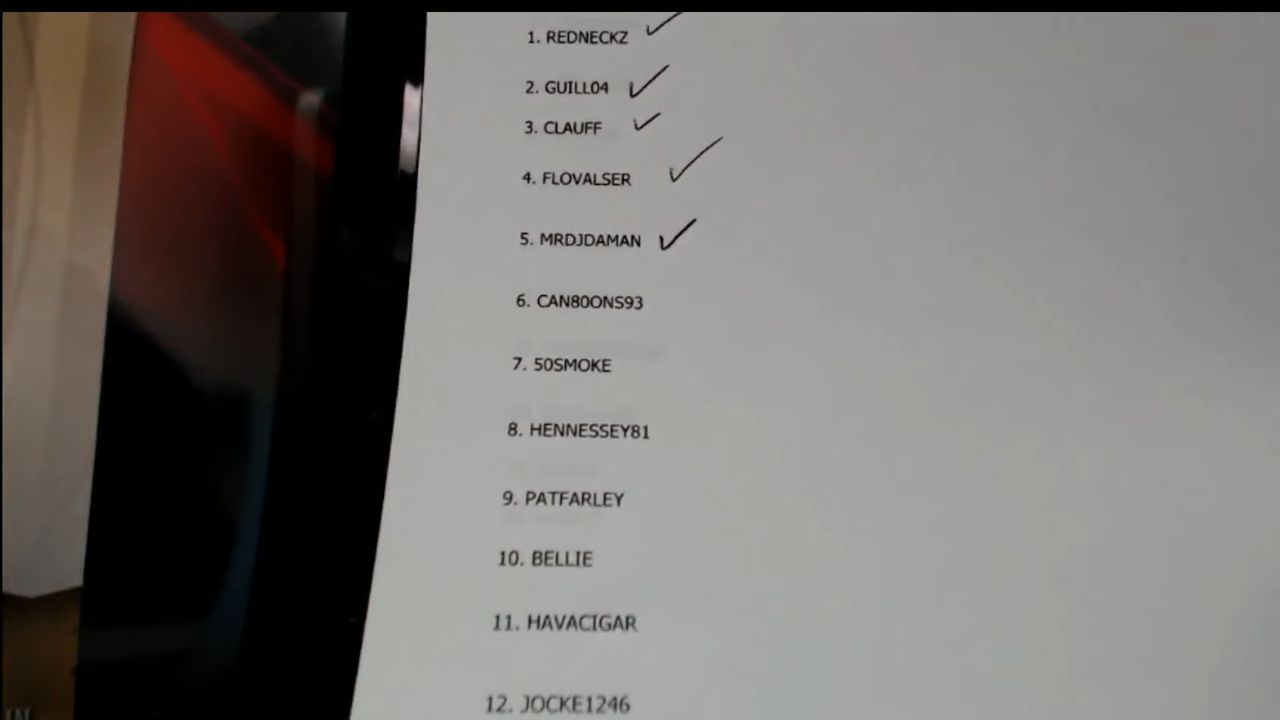 1. REDNECKZ
2. GUILL04
3. CLAUFF
4. FLOVALSER
5. MRDJDAMAN
6. CAN80ONS93
7. 50SMOKE
8. HENNESSEY81
9. PATFARLEY
10. BELLIE
11. HAVACIGAR
12. JOCKE1246